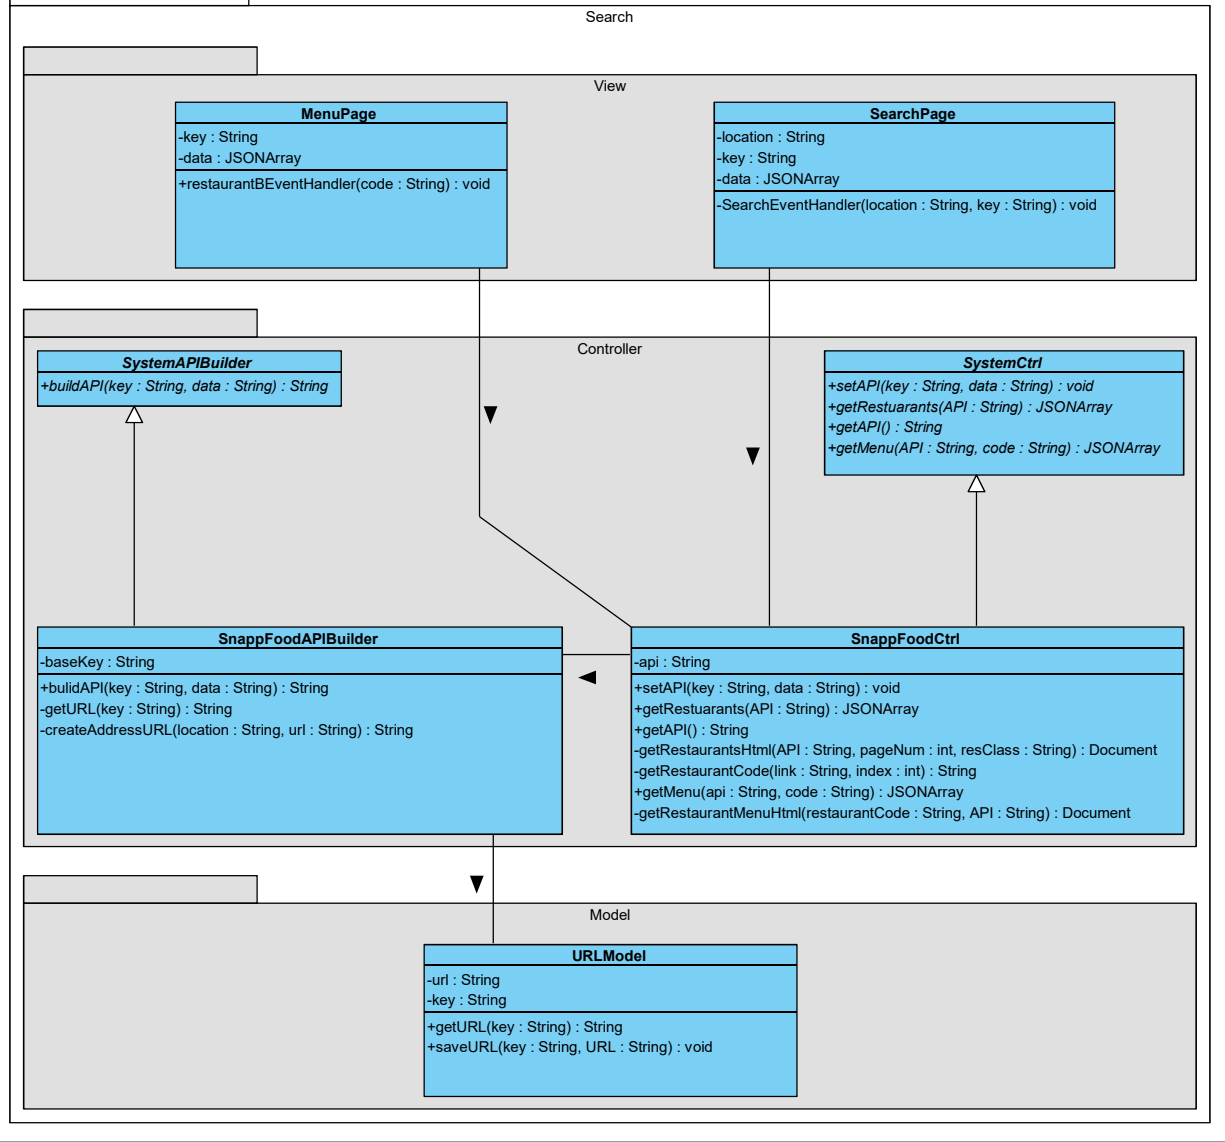 Search
View
MenuPage
-key : String
-data : JSONArray
+restaurantBEventHandler(code : String) : void
SearchPage
-location : String
-key : String
-data : JSONArray
-SearchEventHandler(location : String, key : String) : void
Controller
SystemAPIBuilder
+buildAPI(key : String, data : String) : String
SystemCtrl
+setAPI(key : String, data : String) : void
+getRestuarants(API : String) : JSONArray
+getAPI() : String
+getMenu(API : String, code : String) : JSONArray
SnappFoodAPIBuilder
-baseKey : String
+bulidAPI(key : String, data : String) : String
-getURL(key : String) : String
-createAddressURL(location : String, url : String) : String
SnappFoodCtrl
-api : String
+setAPI(key : String, data : String) : void
+getRestuarants(API : String) : JSONArray
+getAPI() : String
-getRestaurantsHtml(API : String, pageNum : int, resClass : String) : Document
-getRestaurantCode(link : String, index : int) : String
+getMenu(api : String, code : String) : JSONArray
-getRestaurantMenuHtml(restaurantCode : String, API : String) : Document
Model
URLModel
-url : String
-key : String
+getURL(key : String) : String
+saveURL(key : String, URL : String) : void